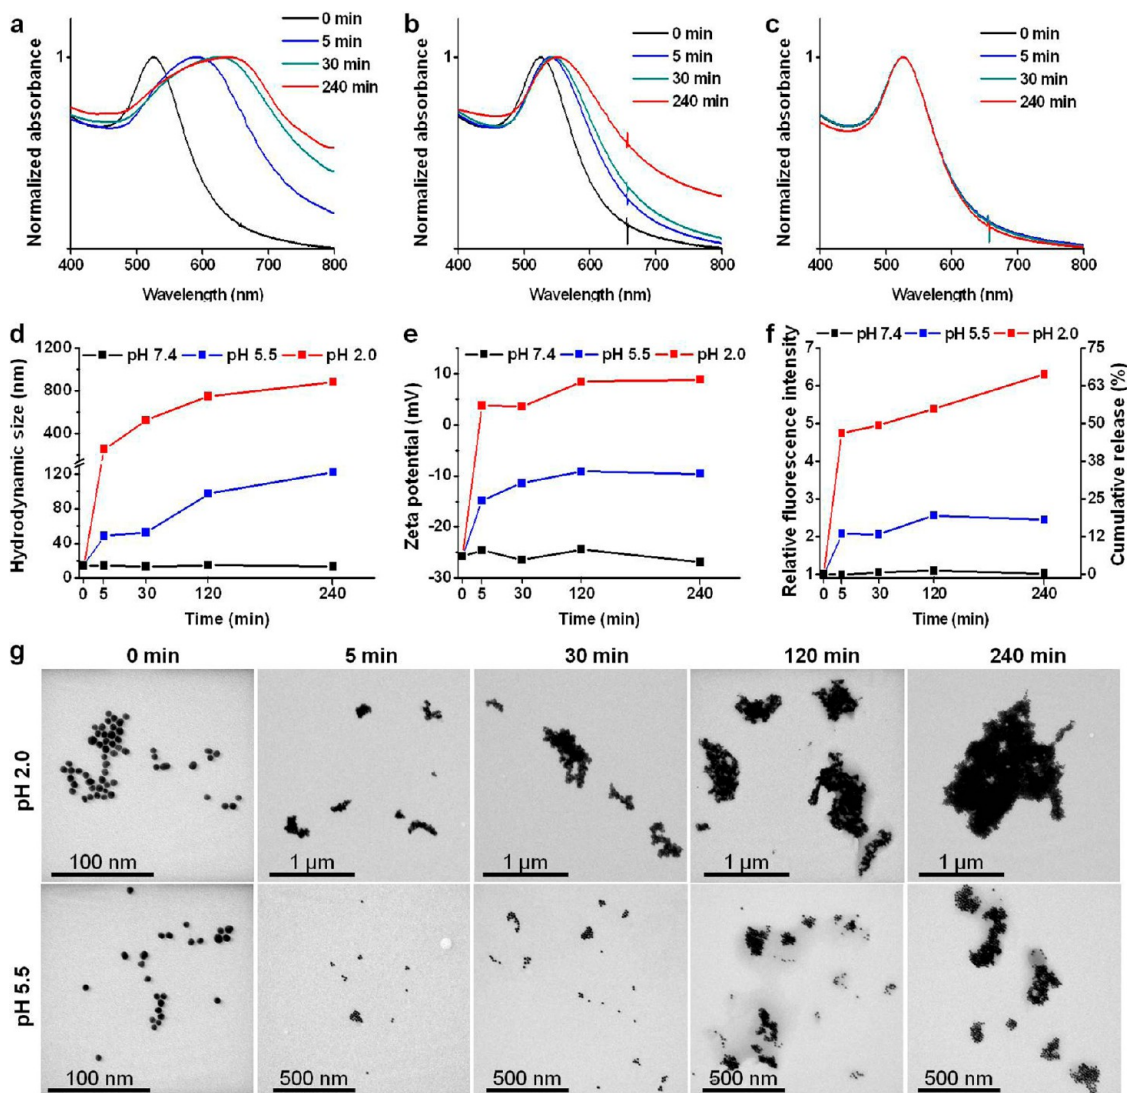 a
0 min
5 min
30 min
240 min
1
Normalized absorbance
400 500 600 700 800
Wavelength (nm)
b
0 min
5 min
30 min
240 min
1
Normalized absorbance
400 500 600 700 800
Wavelength (nm)
c
0 min
5 min
30 min
240 min
1
Normalized absorbance
400 500 600 700 800
Wavelength (nm)
d
pH 7.4 pH 5.5 pH 2.0
Hydrodynamic size (nm)
1200
800
400
120
80
40
0
0 5 30 120 240
Time (min)
e
pH 7.4 pH 5.5 pH 2.0
Zeta potential (mV)
10
0
-10
-20
-30
0 5 30 120 240
Time (min)
f
pH 7.4 pH 5.5 pH 2.0
Relative fluorescence intensity
7
6
5
4
3
2
1
Cumulative release (%)
75
63
50
38
25
12
0
0 5 30 120 240
Time (min)
g
0 min 5 min 30 min 120 min 240 min
pH 2.0
100 nm 1 µm 1 µm 1 µm 1 µm
pH 5.5
100 nm 500 nm 500 nm 500 nm 500 nm